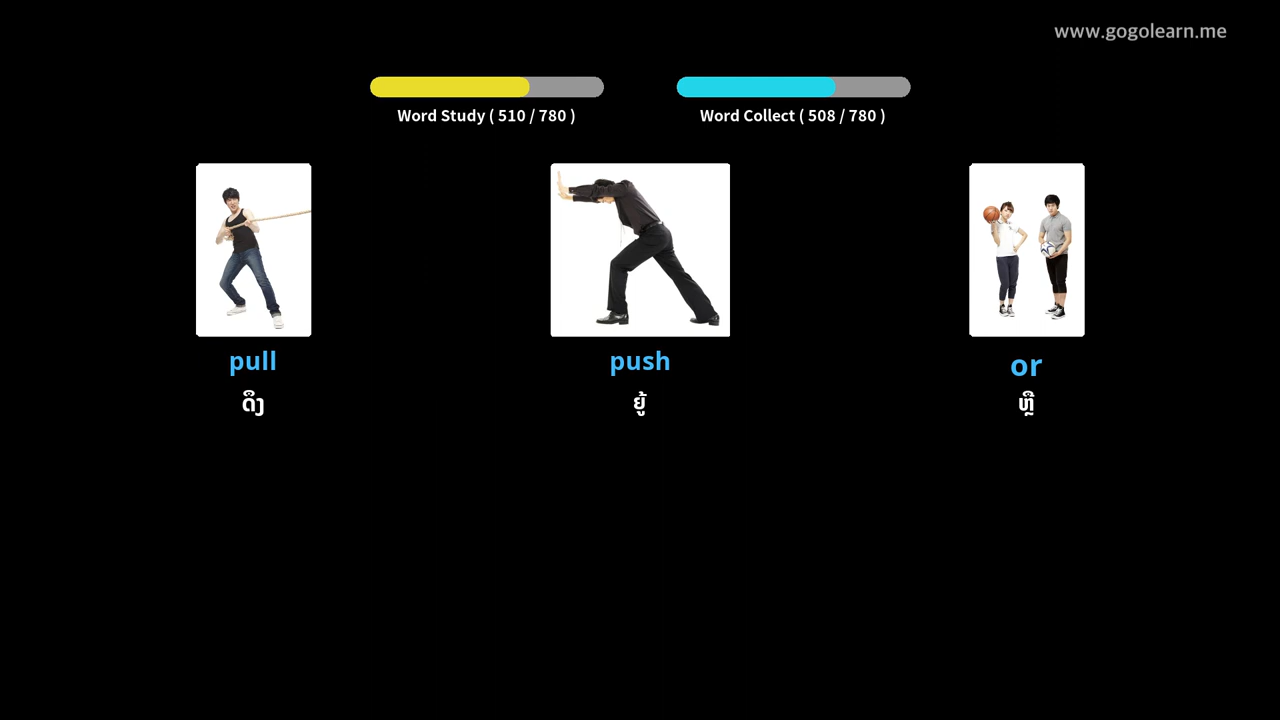 www.gogolearn.me
Word Study ( 510 / 780 )
Word Collect ( 508 / 780 )
pull
push
or
ດຶງ
ຍູ້
ຫຼື